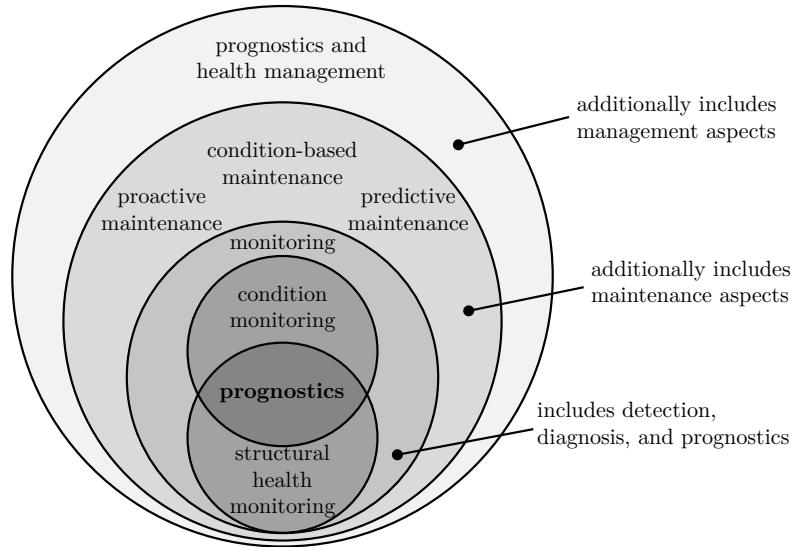 prognostics and
health management
additionally includes
management aspects
condition-based
maintenance
proactive
maintenance
predictive
maintenance
monitoring
additionally includes
maintenance aspects
condition
monitoring
prognostics
includes detection,
diagnosis, and prognostics
structural
health
monitoring